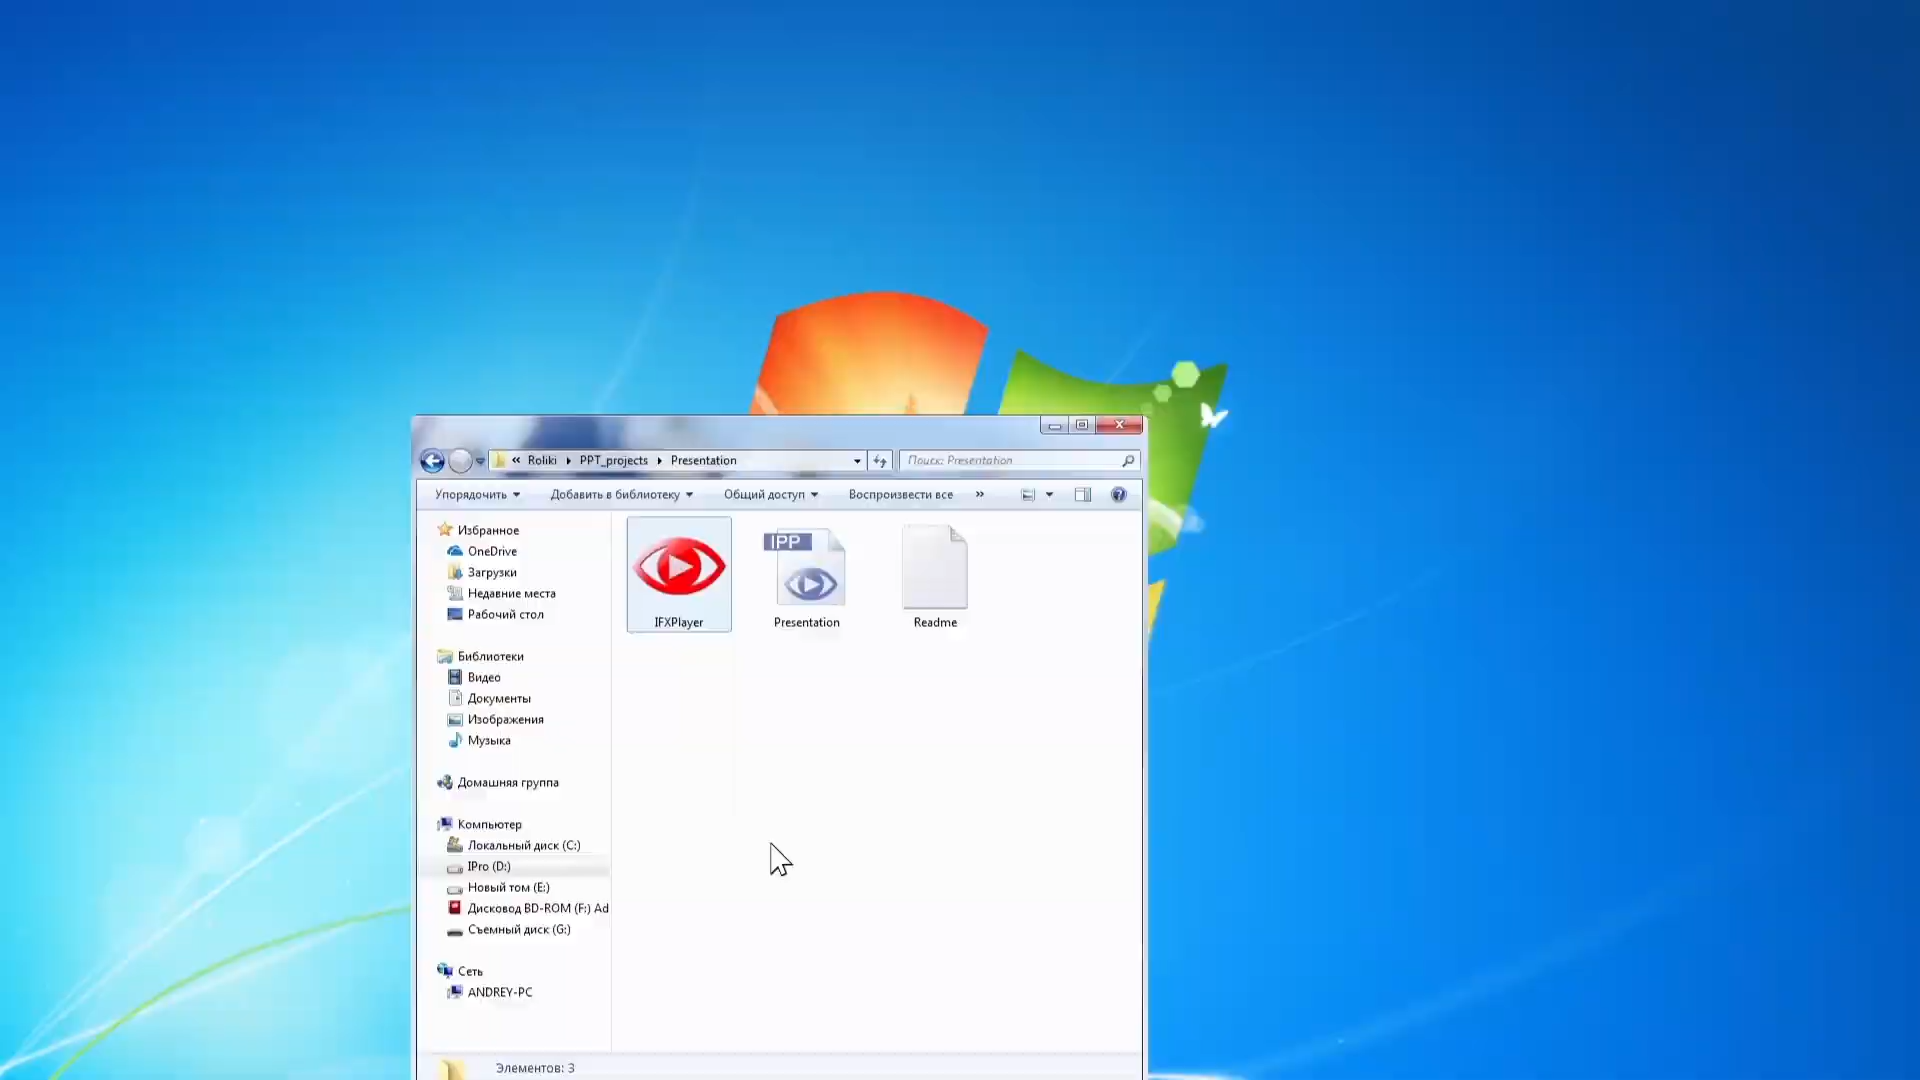 Roliki PPT_projects Presentation
Поиск: Presentation
Упорядочить Добавить в библиотеку Общий доступ Воспроизвести все »
Избранное
OneDrive
Загрузки
Недавние места
Рабочий стол
Библиотеки
Видео
Документы
Изображения
Музыка
Домашняя группа
Компьютер
Локальный диск (C:)
IPro (D:)
Новый том (E:)
Дисковод BD-ROM (F:) Ad
Съемный диск (G:)
Сеть
ANDREY-PC
IPP
IFXPlayer
Presentation
Readme
Элементов: 3